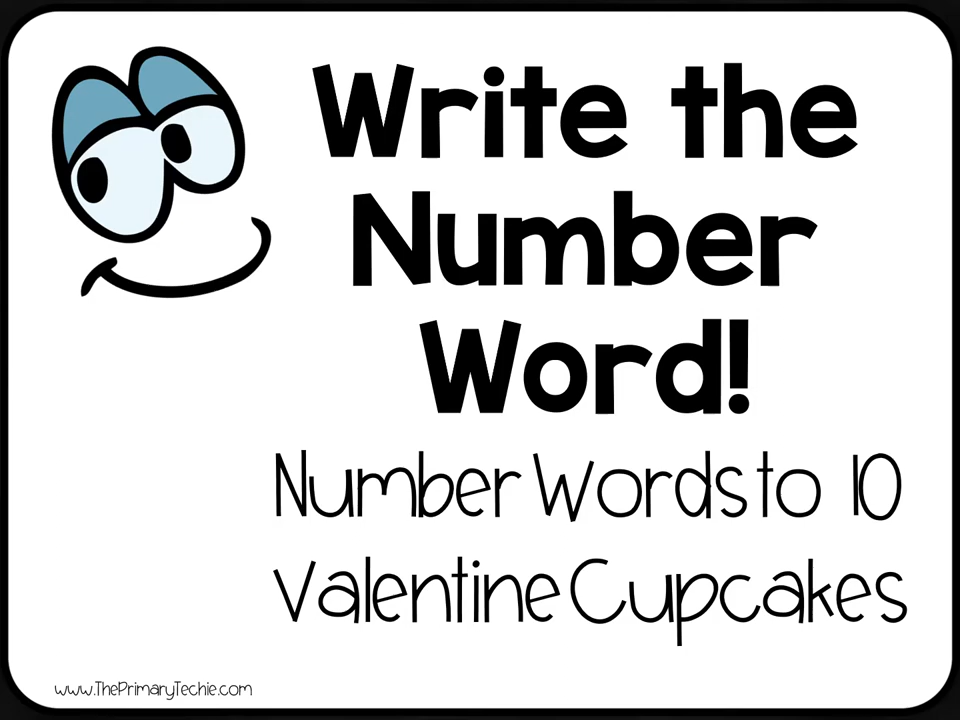 Write the
Number
Word!
Number Words to 10
Valentine Cupcakes
www.ThePrimaryTechie.com